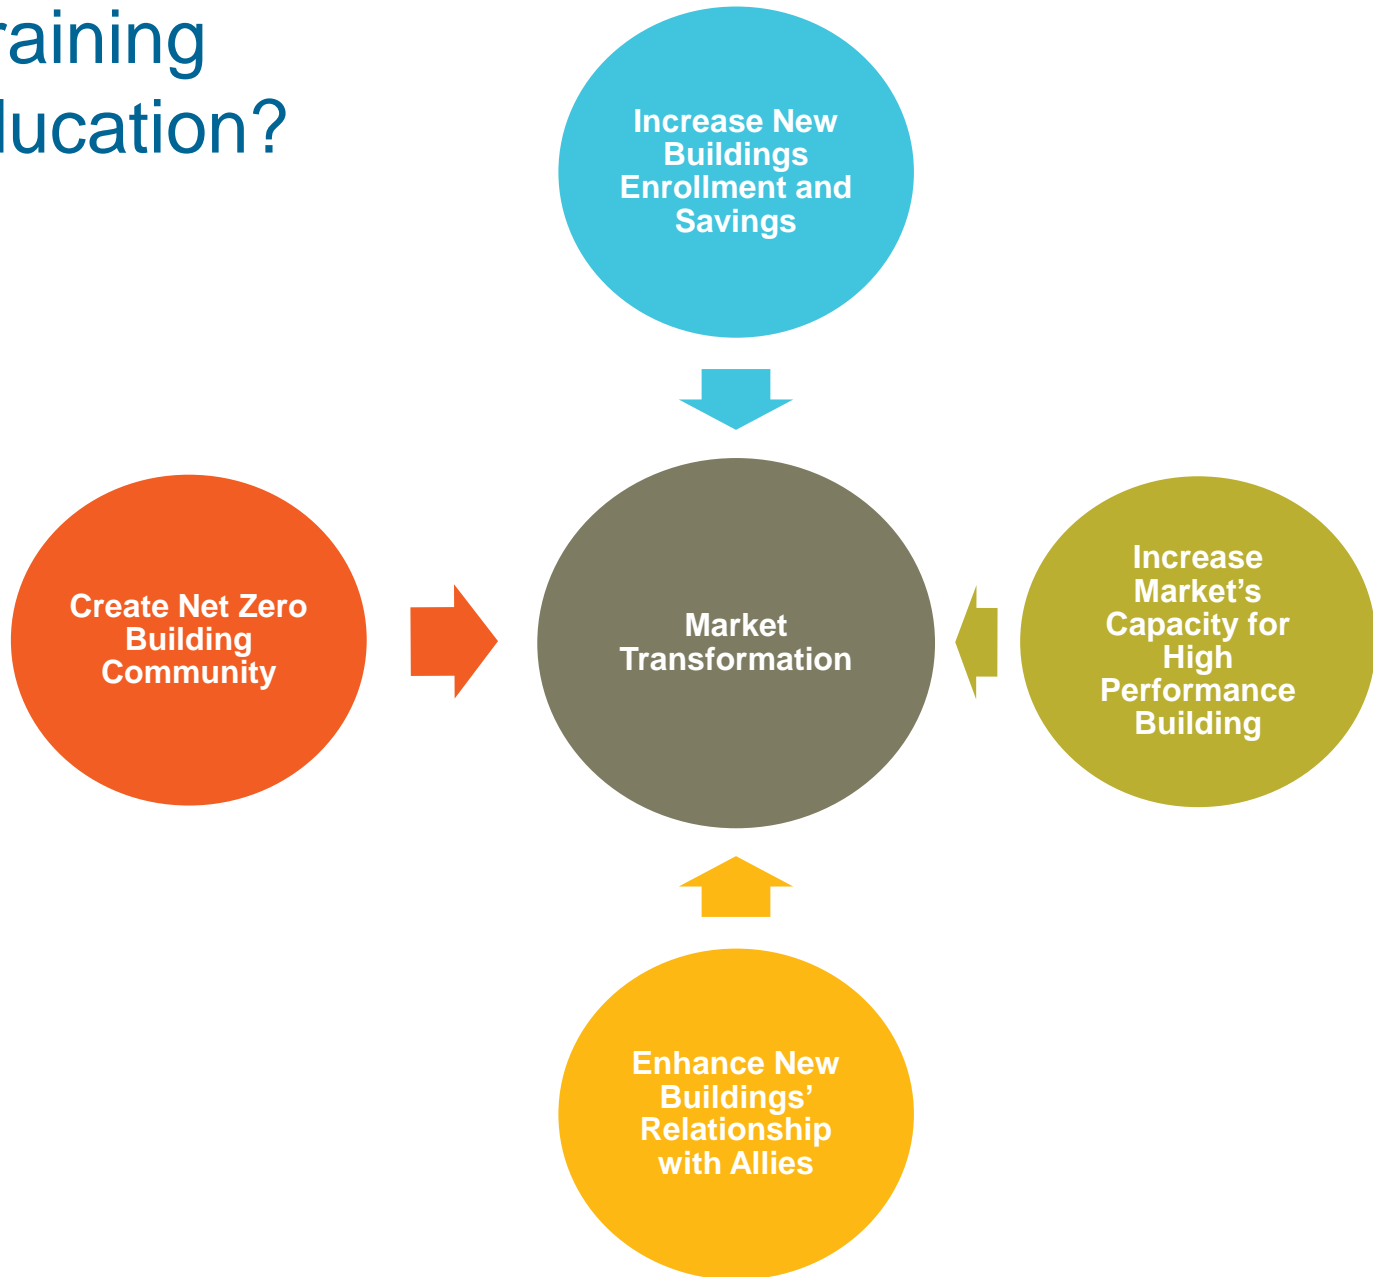 raining
ducation?
Increase New
Buildings
Enrollment and
Savings
Create Net Zero
Building
Community
Market
Transformation
Increase
Market’s
Capacity for
High
Performance
Building
Enhance New
Buildings’
Relationship
with Allies